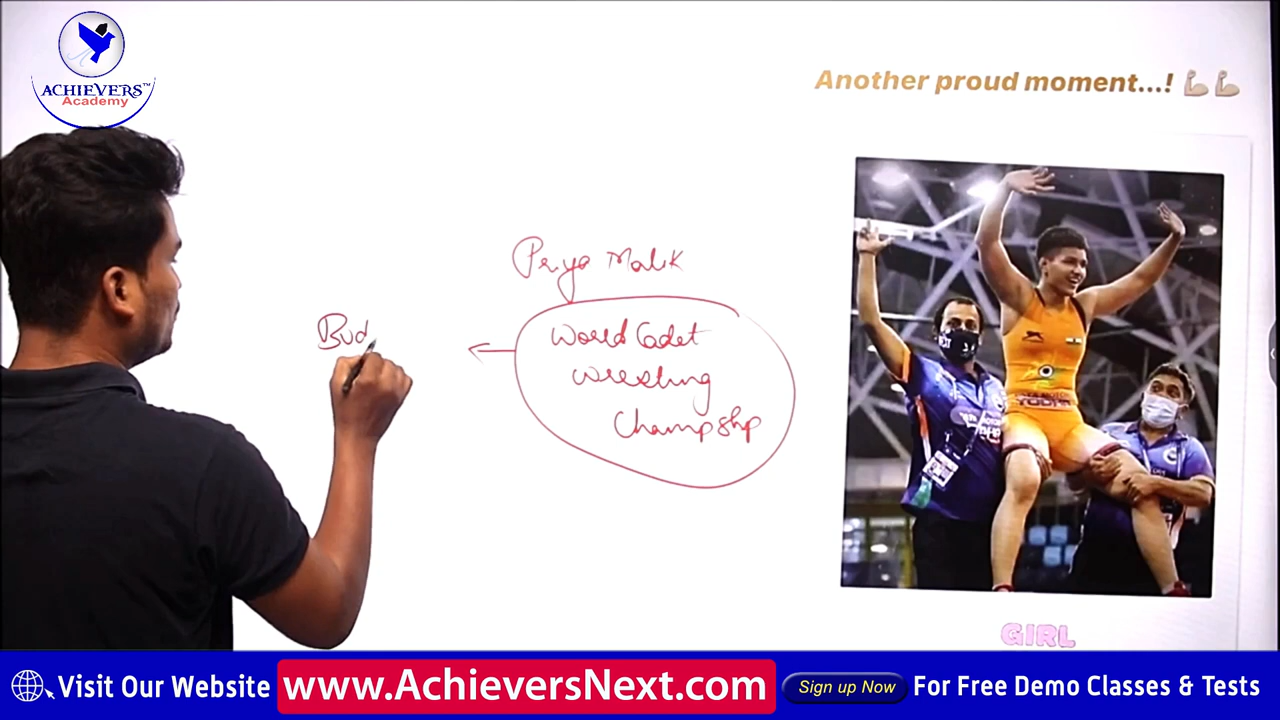 ACHIEVERS™
Academy
Another proud moment...! 💪💪
Priya Malik
World Cadet
Wrestling
Champshp
Bud
GIRL
Visit Our Website
www.AchieversNext.com
Sign up Now
For Free Demo Classes & Tests